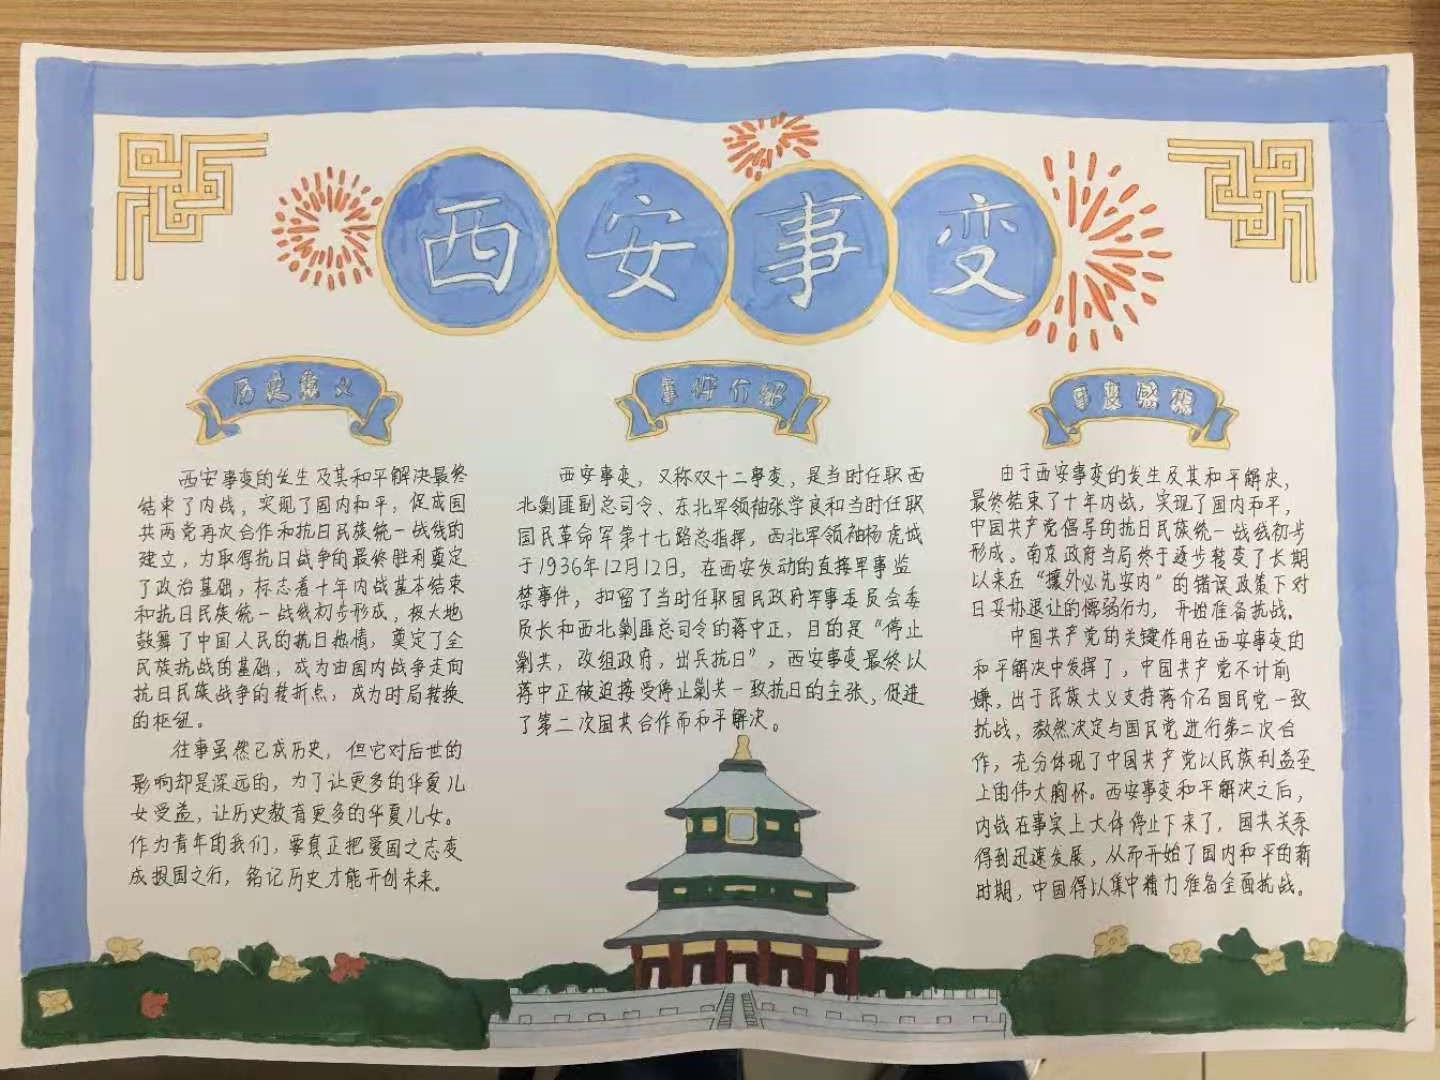 西安事变
历史意义
西安事变的发生及其和平解决最终
结束了内战，实现了国内和平，促成国
共两党再次合作和抗日民族统一战线的
建立，为取得抗日战争的最终胜利奠定
了政治基础，标志着十年内战基本结束
和抗日民族统一战线初步形成，极大地
鼓舞了中国人民的抗日热情，奠定了全
民族抗战的基础，成为由国内战争走向
抗日民族战争的转折点，成为时局转换
的枢纽。
往事虽然已成历史，但它对后世的
影响却是深远的，为了让更多的华夏儿
女受益，让历史教育更多的华夏儿女。
作为青年的我们，要真正把爱国之志变
成报国之行，铭记历史才能开创未来。
事件介绍
西安事变，又称双十二事变，是当时任职西
北剿匪副总司令、东北军领袖张学良和当时任职
国民革命军第十七路总指挥，西北军领袖杨虎城
于1936年12月12日，在西安发动的直接军事监
禁事件，扣留了当时任职国民政府军事委员会委
员长和西北剿匪总司令的蒋中正，目的是“停止
剿共，改组政府，出兵抗日”，西安事变最终以
蒋中正被迫接受停止剿共一致抗日的主张，促进
了第二次国共合作而和平解决。
事变感想
由于西安事变的发生及其和平解决，
最终结束了十年内战，实现了国内和平，
中国共产党倡导的抗日民族统一战线初步
形成。南京政府当局终于逐步转变了长期
以来在“攘外必先安内”的错误政策下对
日妥协退让的懦弱行为，开始准备抗战。
中国共产党的关键作用在西安事变的
和平解决中发挥了，中国共产党不计前
嫌，出于民族大义支持蒋介石国民党一致
抗战，毅然决定与国民党进行第二次合
作，充分体现了中国共产党以民族利益至
上的伟大胸怀。西安事变和平解决之后，
内战在事实上大体停止下来了，国共关系
得到迅速发展，从而开始了国内和平的新
时期，中国得以集中精力准备全面抗战。